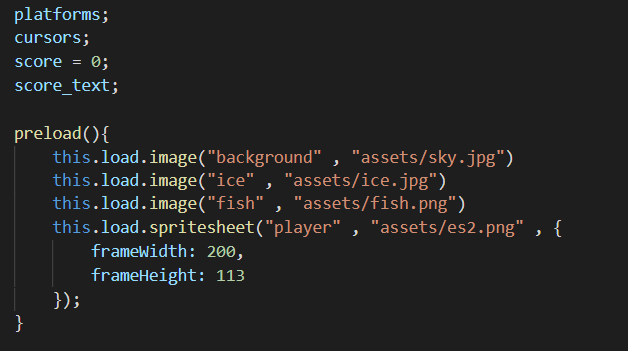 platforms;
cursors;
score = 0;
score_text;
preload(){
this.load.image("background" , "assets/sky.jpg")
this.load.image("ice" , "assets/ice.jpg")
this.load.image("fish" , "assets/fish.png")
this.load.spritesheet("player" , "assets/es2.png" , {
frameWidth: 200,
frameHeight: 113
});
}